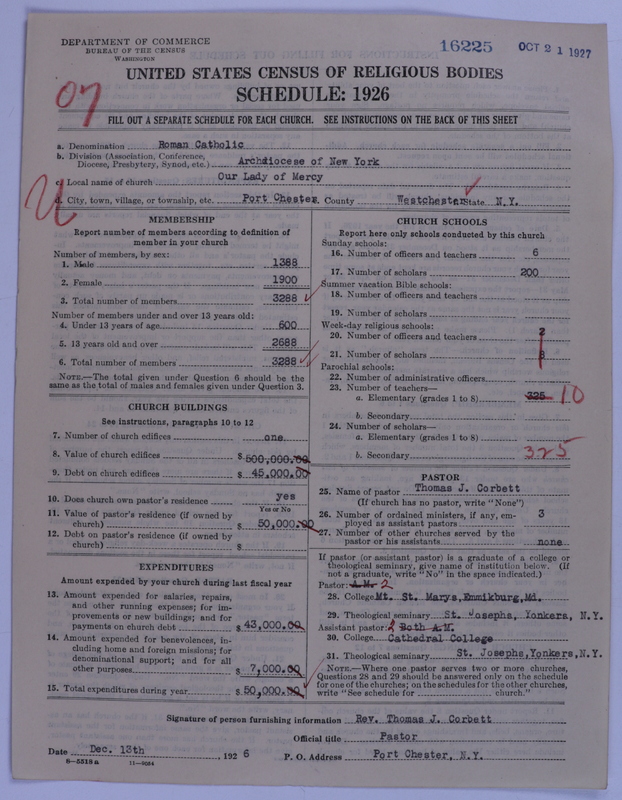 DEPARTMENT OF COMMERCE
BUREAU OF THE CENSUS
WASHINGTON
16225 OCT 21 1927
UNITED STATES CENSUS OF RELIGIOUS BODIES
SCHEDULE: 1926
07
FILL OUT A SEPARATE SCHEDULE FOR EACH CHURCH. SEE INSTRUCTIONS ON THE BACK OF THIS SHEET
a. Denomination Roman Catholic
b. Division (Association, Conference, Diocese, Presbytery, Synod, etc.) Archdiocese of New York
c. Local name of church Our Lady of Mercy
d. City, town, village, or township, etc. Port Chester County Westchester State N.Y.
MEMBERSHIP
Report number of members according to definition of
member in your church
Number of members, by sex:
1. Male 1388
2. Female 1900
3. Total number of members 3288
Number of members under and over 13 years old:
4. Under 13 years of age 600
5. 13 years old and over 2688
6. Total number of members 3288
NOTE.—The total given under Question 6 should be the
same as the total of males and females given under Question 3.
CHURCH BUILDINGS
See instructions, paragraphs 10 to 12
7. Number of church edifices one
8. Value of church edifices $ 500,000.00
9. Debt on church edifices $ 45,000.00
10. Does church own pastor's residence yes
Yes or No
11. Value of pastor's residence (if owned by
church) $ 50,000.00
12. Debt on pastor's residence (if owned by
church) $
EXPENDITURES
Amount expended by your church during last fiscal year
13. Amount expended for salaries, repairs,
and other running expenses; for im-
provements or new buildings; and for
payments on church debt $ 43,000.00
14. Amount expended for benevolences, in-
cluding home and foreign missions; for
denominational support; and for all
other purposes $ 7,000.00
15. Total expenditures during year $ 50,000.00
CHURCH SCHOOLS
Report here only schools conducted by this church
Sunday schools:
16. Number of officers and teachers 6
17. Number of scholars 200
Summer vacation Bible schools:
18. Number of officers and teachers
19. Number of scholars
Week-day religious schools:
20. Number of officers and teachers 2
21. Number of scholars 8
Parochial schools:
22. Number of administrative officers
23. Number of teachers—
a. Elementary (grades 1 to 8) 325 10
b. Secondary
24. Number of scholars—
a. Elementary (grades 1 to 8)
b. Secondary 325
PASTOR
25. Name of pastor Thomas J. Corbett
(If church has no pastor, write "None")
26. Number of ordained ministers, if any, em-
ployed as assistant pastors 3
27. Number of other churches served by the
pastor or his assistants none
If pastor (or assistant pastor) is a graduate of a college or
theological seminary, give name of institution below. (If
not a graduate, write "No" in the space indicated.)
Pastor: A.M. 2
28. College Mt. St. Marys, Emmikburg, Md.
29. Theological seminary St. Josephs, Yonkers, N.Y.
Assistant pastor: 2 Both A.M.
30. College Cathedral College
31. Theological seminary St. Josephs, Yonkers, N.Y.
NOTE.—Where one pastor serves two or more churches,
Questions 28 and 29 should be answered only on the schedule
for one of the churches; on the schedules for the other churches,
write "See schedule for church."
Signature of person furnishing information Rev. Thomas J. Corbett
Official title Pastor
Date Dec. 13th , 192 6 P. O. Address Port Chester, N.Y.
8—5518 a 11—9054